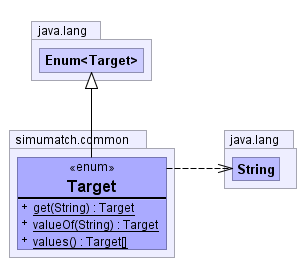 java.lang
Enum<Target>
simumatch.common
java.lang
«enum»
Target
String
+ get(String) : Target
+ valueOf(String) : Target
+ values() : Target[]